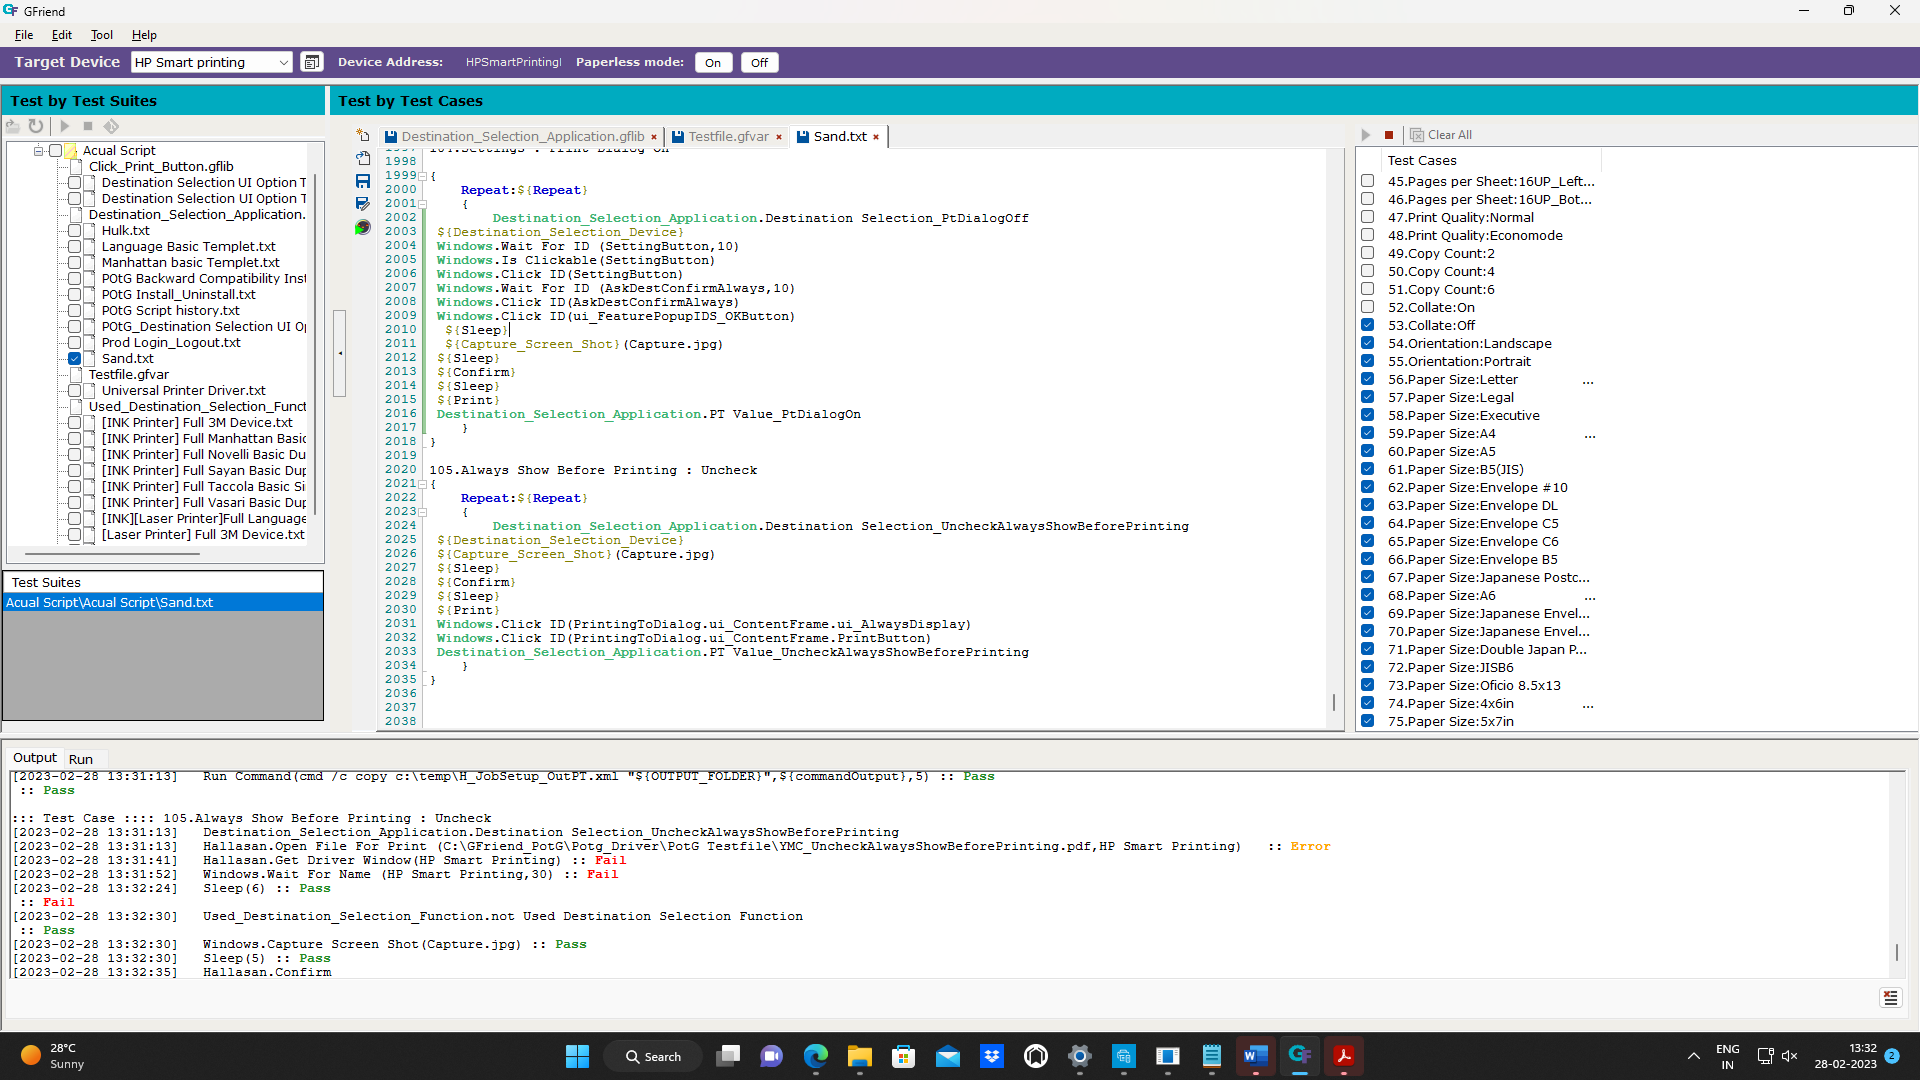 GFriend
File Edit Tool Help
Target Device HP Smart printing Device Address: HPSmartPrintingI Paperless mode: On Off
Test by Test Suites
Acual Script
Click_Print_Button.gflib
Destination Selection UI Option T
Destination Selection UI Option T
Destination_Selection_Application.
Hulk.txt
Language Basic Templet.txt
Manhattan basic Templet.txt
POtG Backward Compatibility Inst
POtG Install_Uninstall.txt
POtG Script history.txt
POtG_Destination Selection UI O
Prod Login_Logout.txt
Sand.txt
Testfile.gfvar
Universal Printer Driver.txt
Used_Destination_Selection_Funct
[INK Printer] Full 3M Device.txt
[INK Printer] Full Manhattan Basic
[INK Printer] Full Novelli Basic Du
[INK Printer] Full Sayan Basic Dup
[INK Printer] Full Taccola Basic Si
[INK Printer] Full Vasari Basic Dup
[INK][Laser Printer]Full Language
[Laser Printer] Full 3M Device.txt
Test Suites
Acual Script\Acual Script\Sand.txt
Test by Test Cases
Destination_Selection_Application.gflib × Testfile.gfvar × Sand.txt ×
1997 104.Settings : Print Dialog On
1998
1999 {
2000 Repeat:${Repeat}
2001 {
2002 Destination_Selection_Application.Destination Selection_PtDialogOff
2003 ${Destination_Selection_Device}
2004 Windows.Wait For ID (SettingButton,10)
2005 Windows.Is Clickable(SettingButton)
2006 Windows.Click ID(SettingButton)
2007 Windows.Wait For ID (AskDestConfirmAlways,10)
2008 Windows.Click ID(AskDestConfirmAlways)
2009 Windows.Click ID(ui_FeaturePopupIDS_OKButton)
2010 ${Sleep}
2011 ${Capture_Screen_Shot}(Capture.jpg)
2012 ${Sleep}
2013 ${Confirm}
2014 ${Sleep}
2015 ${Print}
2016 Destination_Selection_Application.PT Value_PtDialogOn
2017 }
2018 }
2019
2020 105.Always Show Before Printing : Uncheck
2021 {
2022 Repeat:${Repeat}
2023 {
2024 Destination_Selection_Application.Destination Selection_UncheckAlwaysShowBeforePrinting
2025 ${Destination_Selection_Device}
2026 ${Capture_Screen_Shot}(Capture.jpg)
2027 ${Sleep}
2028 ${Confirm}
2029 ${Sleep}
2030 ${Print}
2031 Windows.Click ID(PrintingToDialog.ui_ContentFrame.ui_AlwaysDisplay)
2032 Windows.Click ID(PrintingToDialog.ui_ContentFrame.PrintButton)
2033 Destination_Selection_Application.PT Value_UncheckAlwaysShowBeforePrinting
2034 }
2035 }
2036
2037
2038
Clear All
Test Cases
45.Pages per Sheet:16UP_Left...
46.Pages per Sheet:16UP_Bot...
47.Print Quality:Normal
48.Print Quality:Economode
49.Copy Count:2
50.Copy Count:4
51.Copy Count:6
52.Collate:On
53.Collate:Off
54.Orientation:Landscape
55.Orientation:Portrait
56.Paper Size:Letter ...
57.Paper Size:Legal
58.Paper Size:Executive
59.Paper Size:A4 ...
60.Paper Size:A5
61.Paper Size:B5(JIS)
62.Paper Size:Envelope #10
63.Paper Size:Envelope DL
64.Paper Size:Envelope C5
65.Paper Size:Envelope C6
66.Paper Size:Envelope B5
67.Paper Size:Japanese Postc...
68.Paper Size:A6 ...
69.Paper Size:Japanese Envel...
70.Paper Size:Japanese Envel...
71.Paper Size:Double Japan P...
72.Paper Size:JISB6
73.Paper Size:Oficio 8.5x13
74.Paper Size:4x6in ...
75.Paper Size:5x7in
Output Run
[2023-02-28 13:31:13] Run Command(cmd /c copy c:\temp\H_JobSetup_OutPT.xml "${OUTPUT_FOLDER}",${commandOutput},5) :: Pass
:: Pass
::: Test Case :::: 105.Always Show Before Printing : Uncheck
[2023-02-28 13:31:13] Destination_Selection_Application.Destination Selection_UncheckAlwaysShowBeforePrinting
[2023-02-28 13:31:13] Hallasan.Open File For Print (C:\GFriend_PotG\Potg_Driver\PotG Testfile\YMC_UncheckAlwaysShowBeforePrinting.pdf,HP Smart Printing) :: Error
[2023-02-28 13:31:41] Hallasan.Get Driver Window(HP Smart Printing) :: Fail
[2023-02-28 13:31:52] Windows.Wait For Name (HP Smart Printing,30) :: Fail
[2023-02-28 13:32:24] Sleep(6) :: Pass
:: Fail
[2023-02-28 13:32:30] Used_Destination_Selection_Function.not Used Destination Selection Function
:: Pass
[2023-02-28 13:32:30] Windows.Capture Screen Shot(Capture.jpg) :: Pass
[2023-02-28 13:32:30] Sleep(5) :: Pass
[2023-02-28 13:32:35] Hallasan.Confirm
28°C
Sunny
Search
ENG
IN
13:32
28-02-2023
2